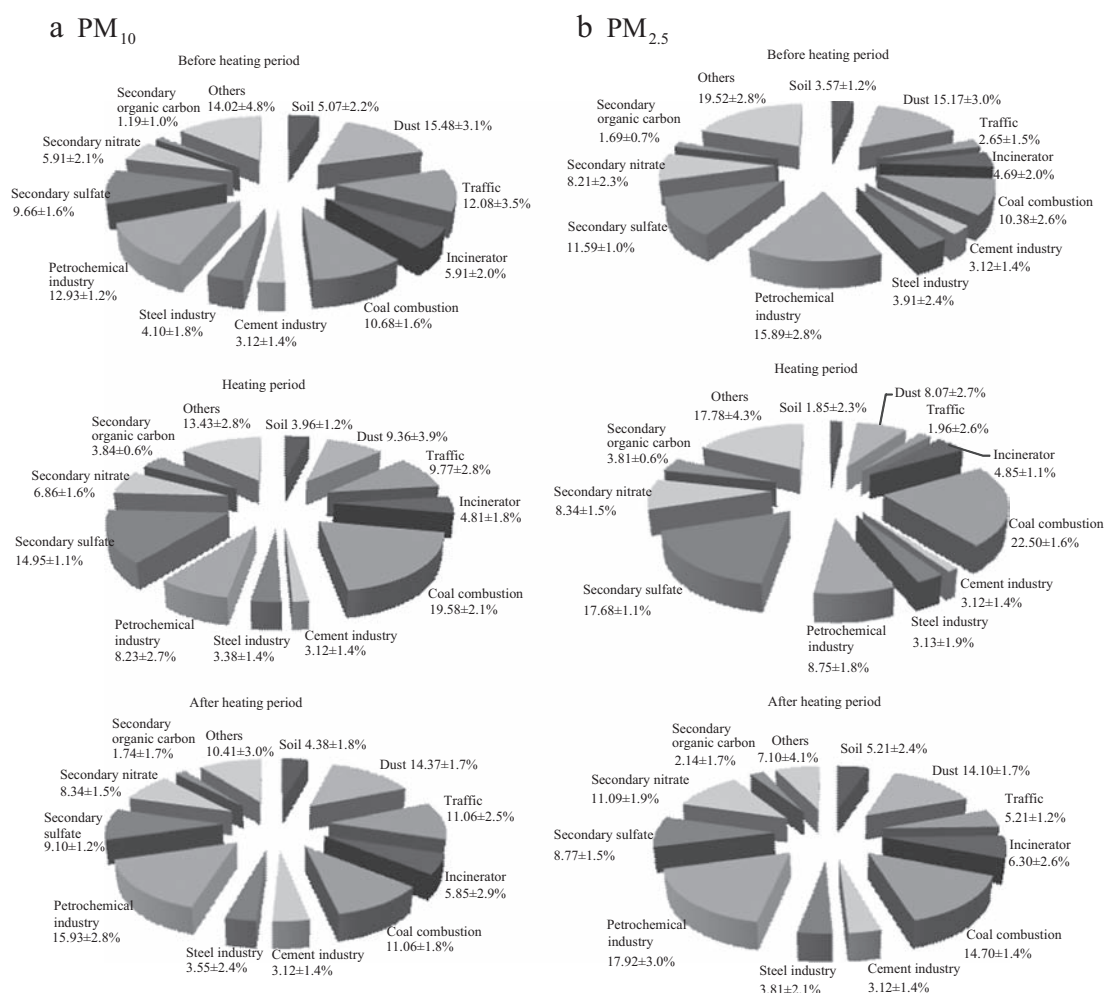 a PM10
Before heating period
Secondary
organic carbon
1.19±1.0%
Others
14.02±4.8%
Soil 5.07±2.2%
Dust 15.48±3.1%
Traffic
12.08±3.5%
Incinerator
5.91±2.0%
Coal combustion
10.68±1.6%
Cement industry
3.12±1.4%
Steel industry
4.10±1.8%
Petrochemical
industry
12.93±1.2%
Secondary sulfate
9.66±1.6%
Secondary nitrate
5.91±2.1%
Heating period
Secondary
organic carbon
3.84±0.6%
Others
13.43±2.8%
Soil 3.96±1.2%
Dust 9.36±3.9%
Traffic
9.77±2.8%
Incinerator
4.81±1.8%
Coal combustion
19.58±2.1%
Cement industry
3.12±1.4%
Steel industry
3.38±1.4%
Petrochemical
industry
8.23±2.7%
Secondary sulfate
14.95±1.1%
Secondary nitrate
6.86±1.6%
After heating period
Secondary
organic carbon
1.74±1.7%
Others
10.41±3.0%
Soil 4.38±1.8%
Dust 14.37±1.7%
Traffic
11.06±2.5%
Incinerator
5.85±2.9%
Coal combustion
11.06±1.8%
Cement industry
3.12±1.4%
Steel industry
3.55±2.4%
Petrochemical
industry
15.93±2.8%
Secondary
sulfate
9.10±1.2%
Secondary nitrate
8.34±1.5%
b PM2.5
Before heating period
Secondary
organic carbon
1.69±0.7%
Others
19.52±2.8%
Soil 3.57±1.2%
Dust 15.17±3.0%
Traffic
2.65±1.5%
Incinerator
4.69±2.0%
Coal combustion
10.38±2.6%
Cement industry
3.12±1.4%
Steel industry
3.91±2.4%
Petrochemical
industry
15.89±2.8%
Secondary sulfate
11.59±1.0%
Secondary nitrate
8.21±2.3%
Heating period
Secondary
organic carbon
3.81±0.6%
Others
17.78±4.3%
Soil 1.85±2.3%
Dust 8.07±2.7%
Traffic
1.96±2.6%
Incinerator
4.85±1.1%
Coal combustion
22.50±1.6%
Cement industry
3.12±1.4%
Steel industry
3.13±1.9%
Petrochemical
industry
8.75±1.8%
Secondary sulfate
17.68±1.1%
Secondary nitrate
8.34±1.5%
After heating period
Secondary
organic carbon
2.14±1.7%
Others
7.10±4.1%
Soil 5.21±2.4%
Dust 14.10±1.7%
Traffic
5.21±1.2%
Incinerator
6.30±2.6%
Coal combustion
14.70±1.4%
Cement industry
3.12±1.4%
Steel industry
3.81±2.1%
Petrochemical
industry
17.92±3.0%
Secondary sulfate
8.77±1.5%
Secondary nitrate
11.09±1.9%